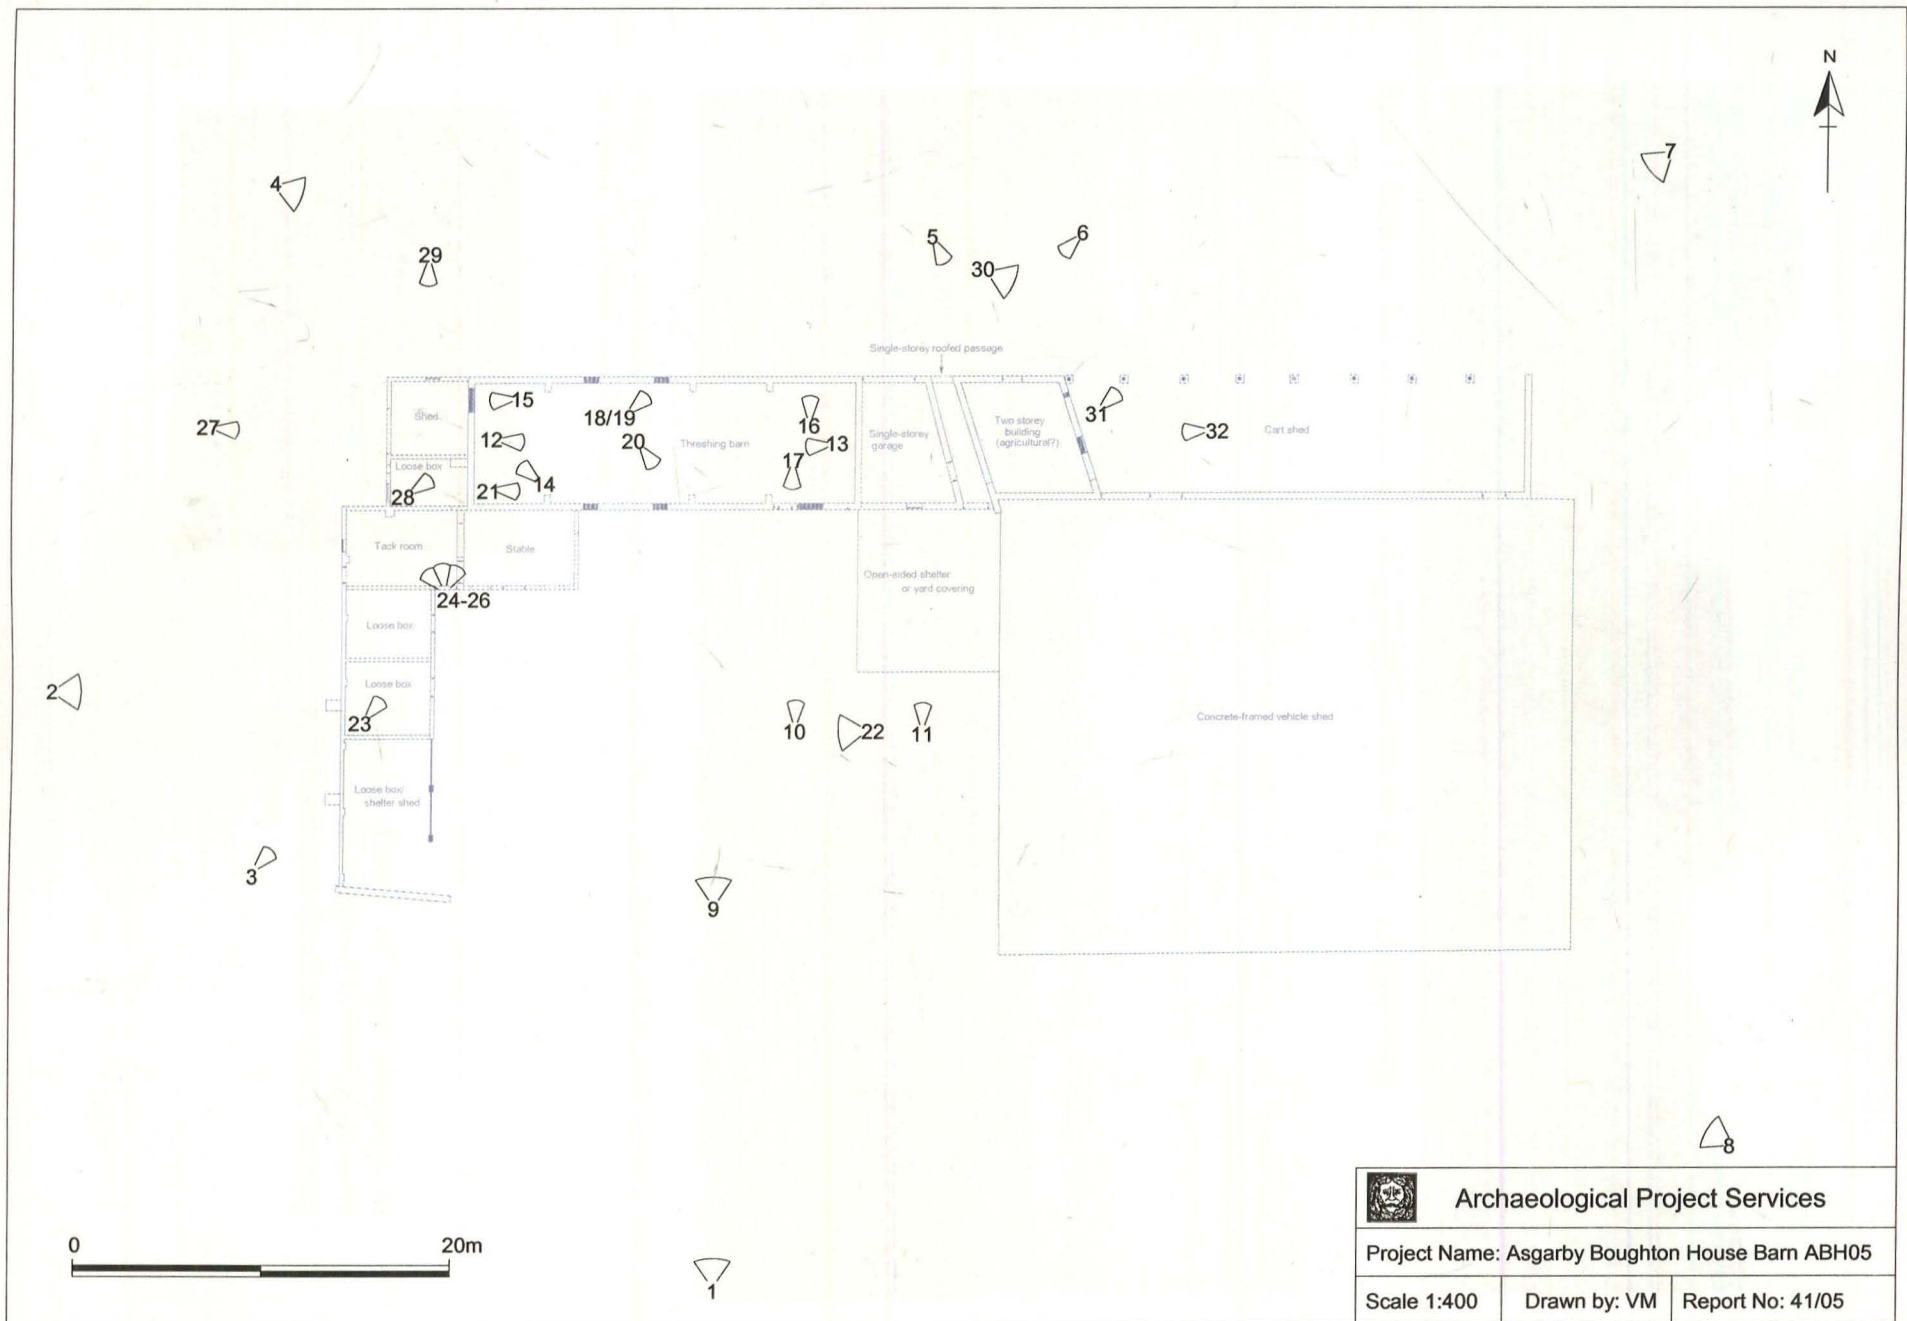 N
7
4
5
6
29
30
Single-storey roofed passage
15
18/19
16
31
27
Shed
12
20
Threshing barn
13
Single-storey
garage
Two storey
building
(agricultural?)
32
Cart shed
17
Loose box
28
21
14
Tack room
Stable
24-26
Open-sided shelter
or yard covering
Loose box
2
Loose box
23
10
22
11
Concrete-framed vehicle shed
Loose box/
shelter shed
3
9
8
0
20m
1
Archaeological Project Services
Project Name: Asgarby Boughton House Barn ABH05
Scale 1:400
Drawn by: VM
Report No: 41/05